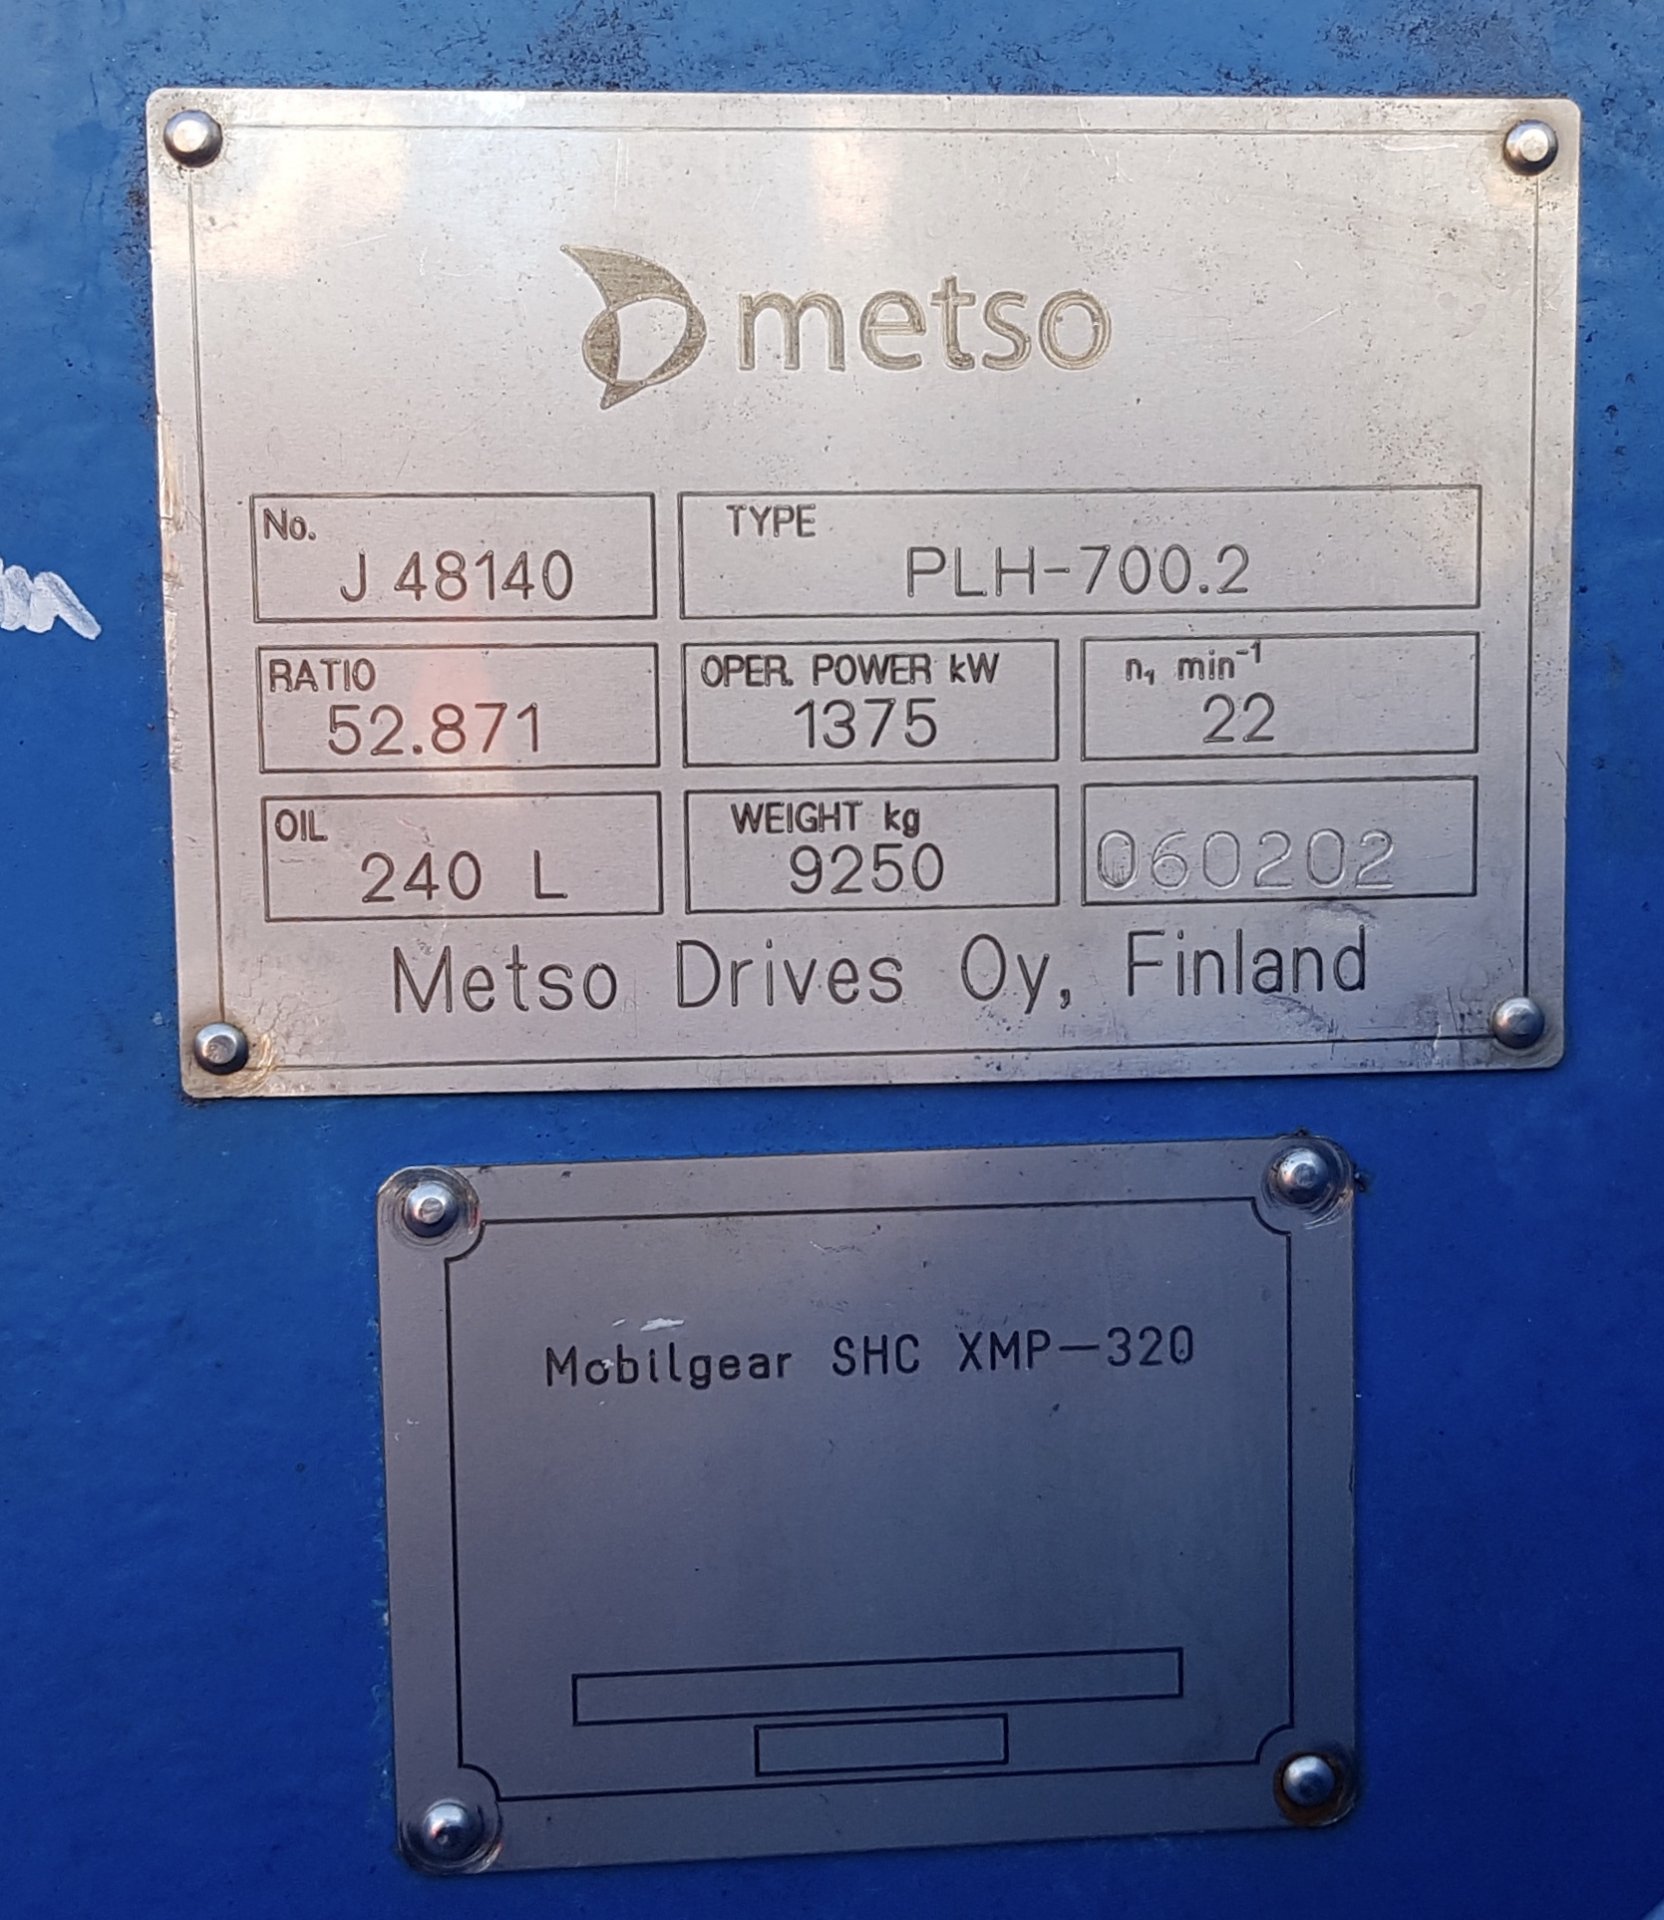 metso
No.
J 48140
TYPE
PLH-700.2
RATIO
52.871
OPER. POWER kW
1375
n₁ min⁻¹
22
OIL
240 L
WEIGHT kg
9250
060202
Metso Drives Oy, Finland
Mobilgear SHC XMP-320